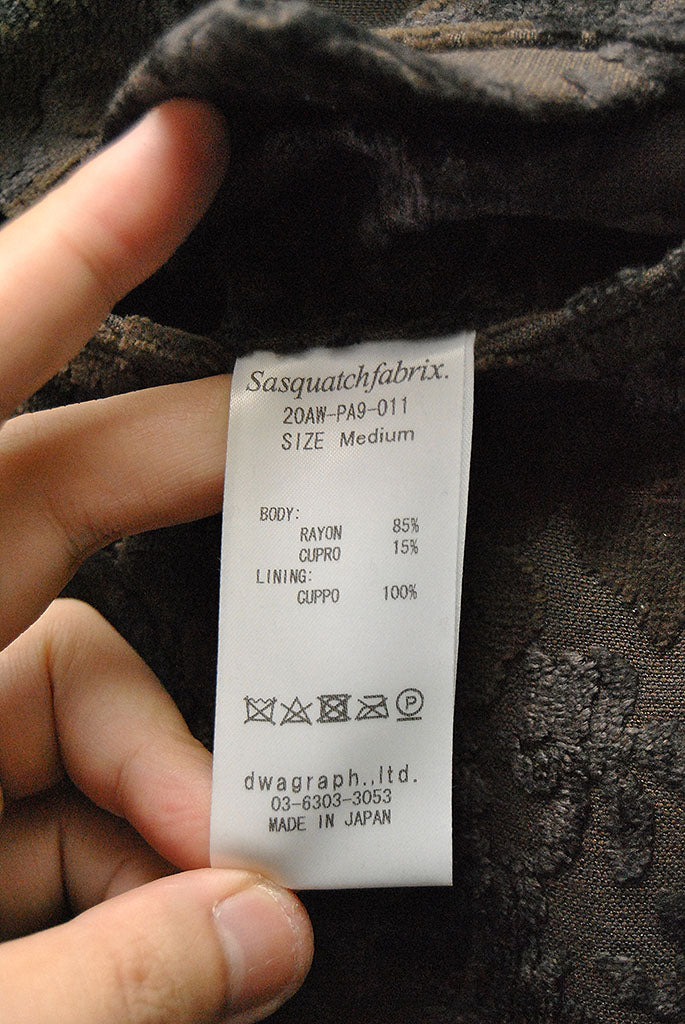 Sasquatchfabrix.
20AW-PA9-011
SIZE Medium
BODY:
RAYON 85%
CUPRO 15%
LINING:
CUPPO 100%
P
dwagraph.,ltd.
03-6303-3053
MADE IN JAPAN